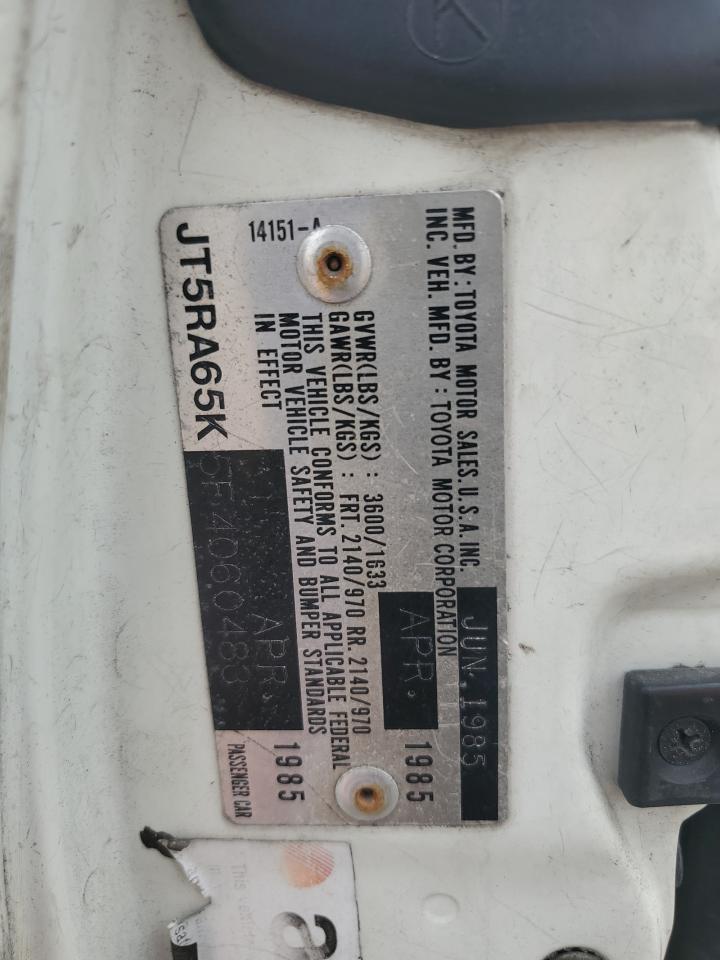 MFD. BY: TOYOTA MOTOR SALES. U.S.A. INC.
INC. VEH. MFD. BY: TOYOTA MOTOR CORPORATION
JUN. 1985
GVWR(LBS/KGS): 3600/1633
APR. 1985
GAWR(LBS/KGS): FRT. 2140/970 RR. 2140/970
THIS VEHICLE CONFORMS TO ALL APPLICABLE FEDERAL
MOTOR VEHICLE SAFETY AND BUMPER STANDARDS
IN EFFECT
APR. 1985
14151-A
JT5RA65K
4060488
PASSENGER CAR
K
a